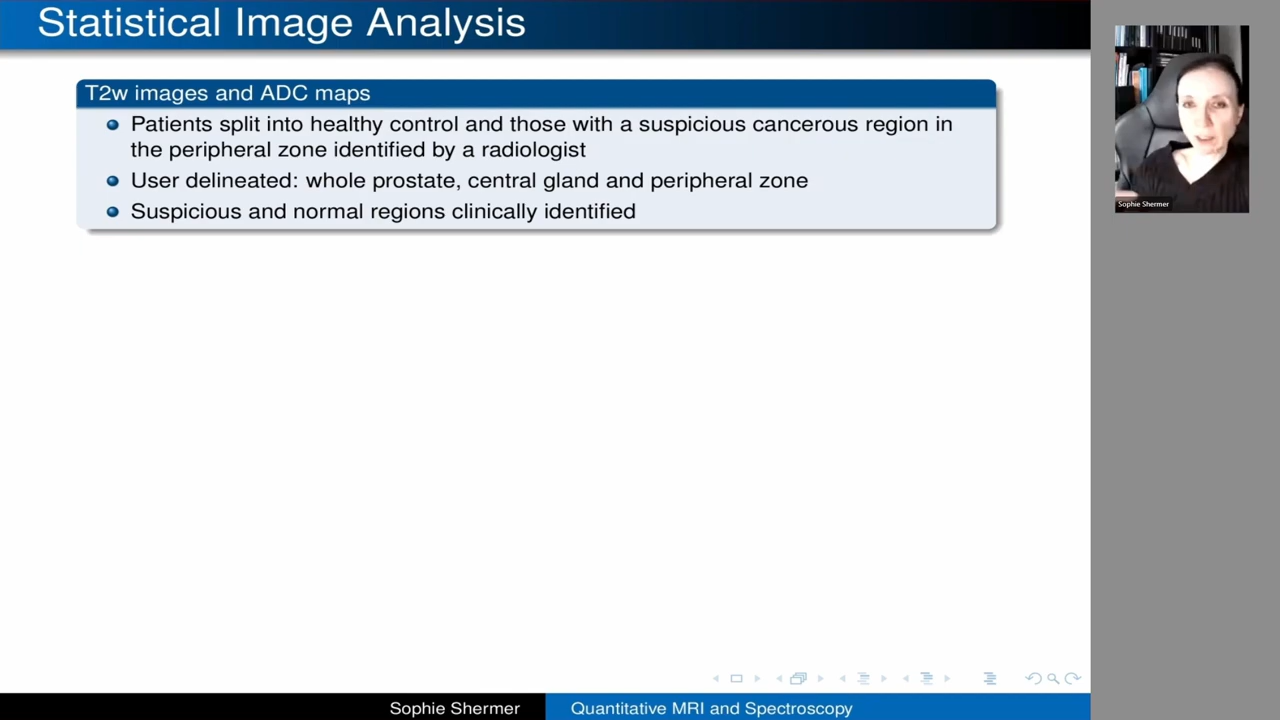 Statistical Image Analysis
T2w images and ADC maps
Patients split into healthy control and those with a suspicious cancerous region in
the peripheral zone identified by a radiologist
User delineated: whole prostate, central gland and peripheral zone
Suspicious and normal regions clinically identified
Sophie Shermer
Sophie Shermer
Quantitative MRI and Spectroscopy